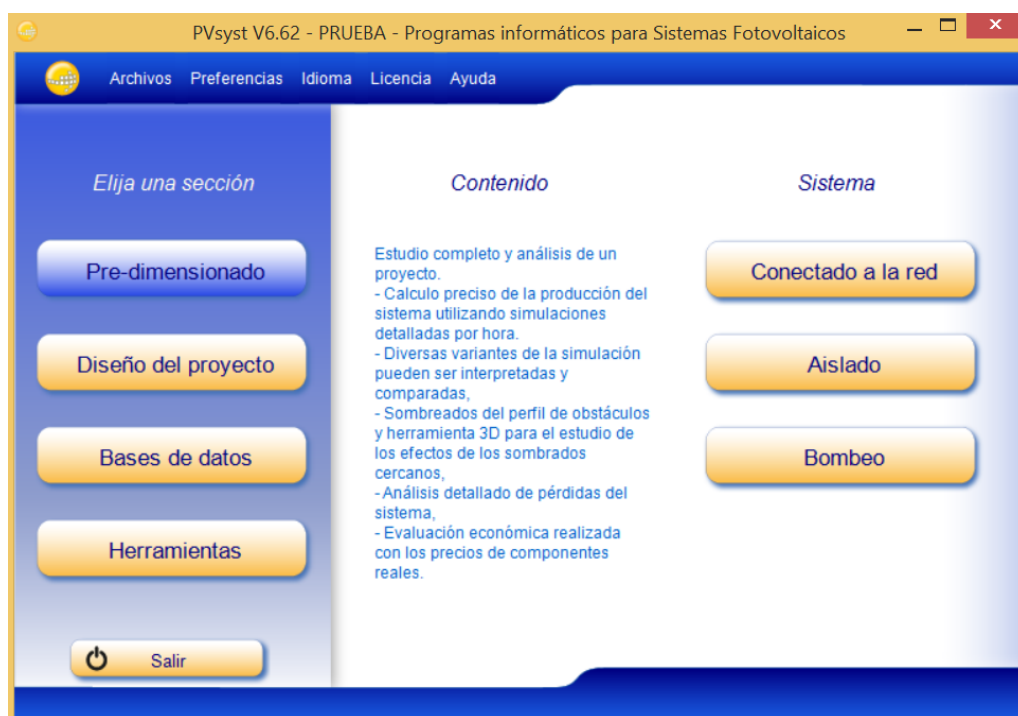 PVsyst V6.62 - PRUEBA - Programas informáticos para Sistemas Fotovoltaicos
Archivos Preferencias Idioma Licencia Ayuda
Elija una sección
Pre-dimensionado
Diseño del proyecto
Bases de datos
Herramientas
Salir
Contenido
Estudio completo y análisis de un
proyecto.
- Calculo preciso de la producción del
sistema utilizando simulaciones
detalladas por hora.
- Diversas variantes de la simulación
pueden ser interpretadas y
comparadas,
- Sombreados del perfil de obstáculos
y herramienta 3D para el estudio de
los efectos de los sombrados
cercanos,
- Análisis detallado de pérdidas del
sistema,
- Evaluación económica realizada
con los precios de componentes
reales.
Sistema
Conectado a la red
Aislado
Bombeo